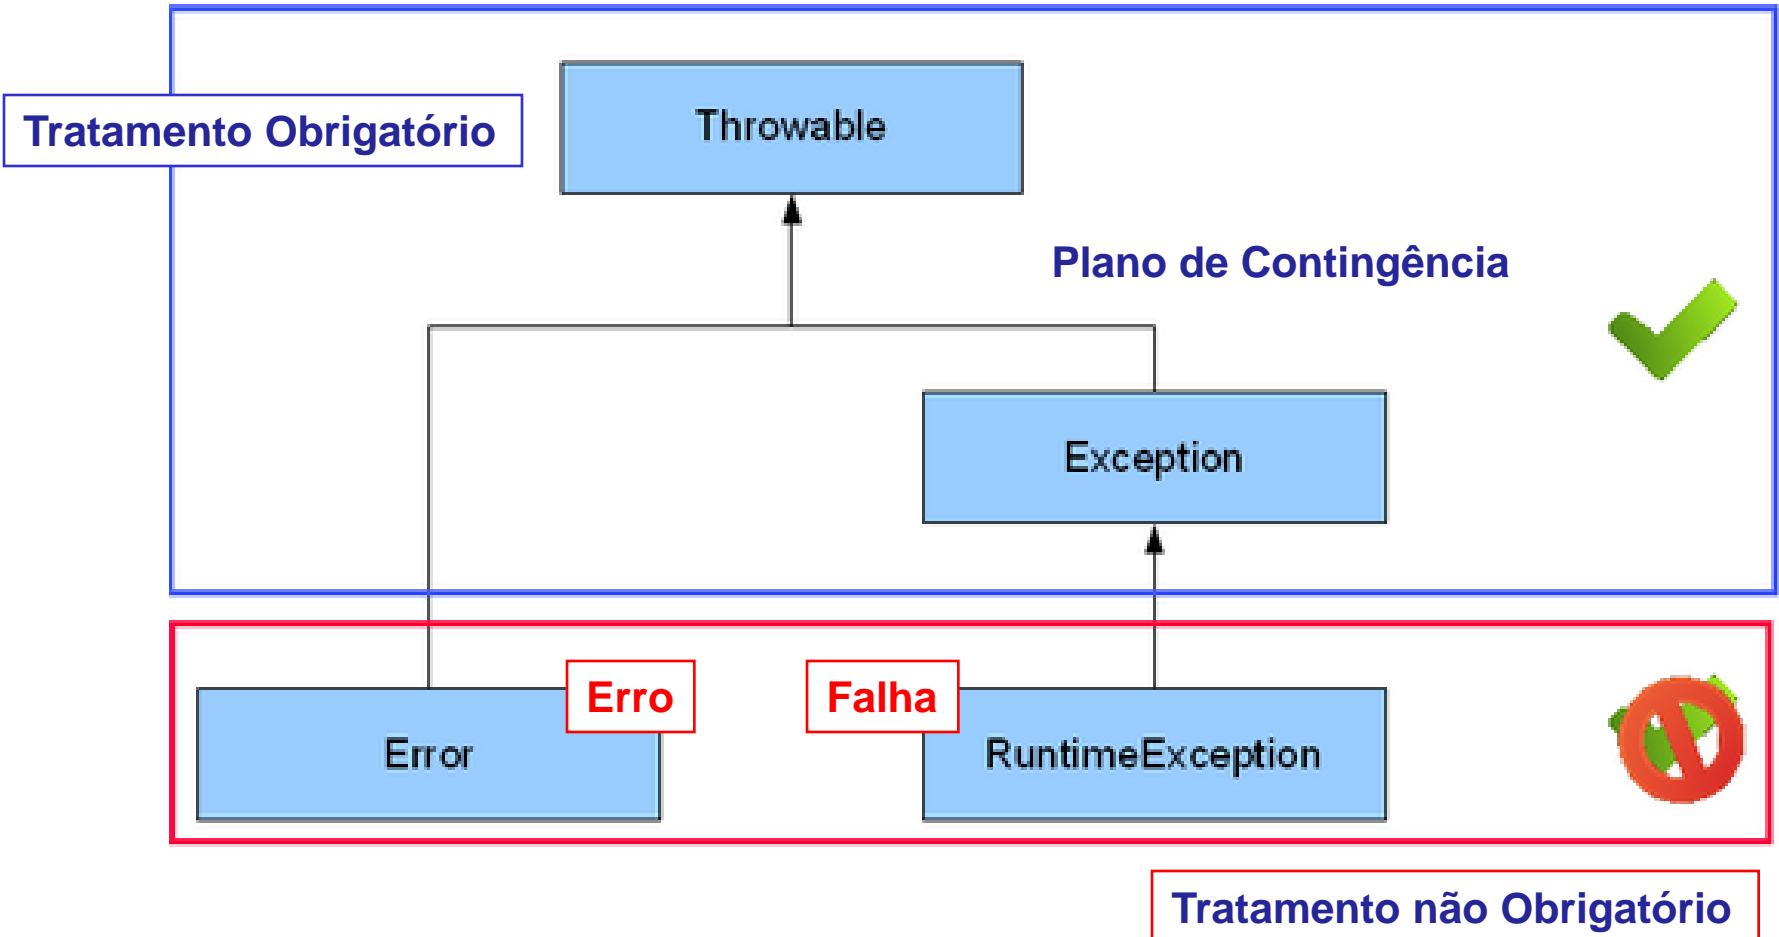 Throwable
Tratamento Obrigatório
Plano de Contingência
Exception
Erro
Falha
Error
RuntimeException
Tratamento não Obrigatório